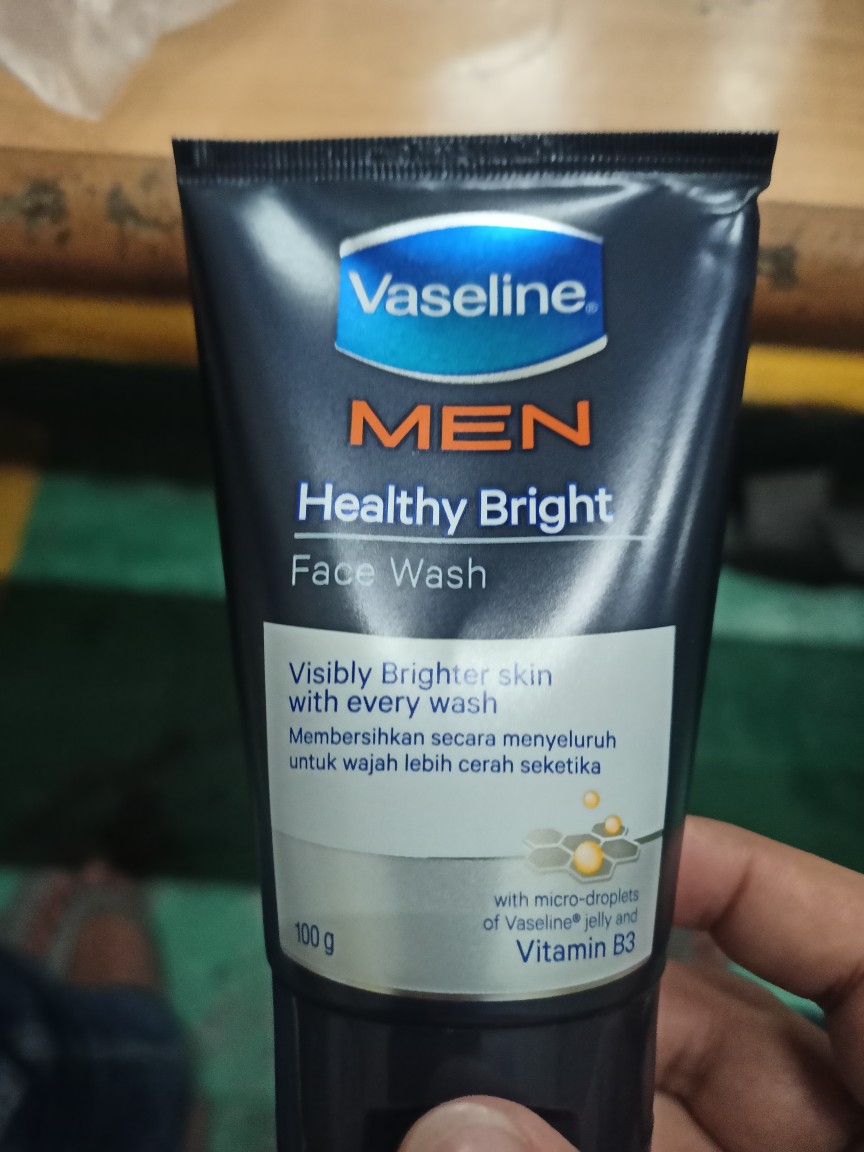 Vaseline®
MEN
Healthy Bright
Face Wash
Visibly Brighter skin
with every wash
Membersihkan secara menyeluruh
untuk wajah lebih cerah seketika
with micro-droplets
of Vaseline® jelly and
Vitamin B3
100 g